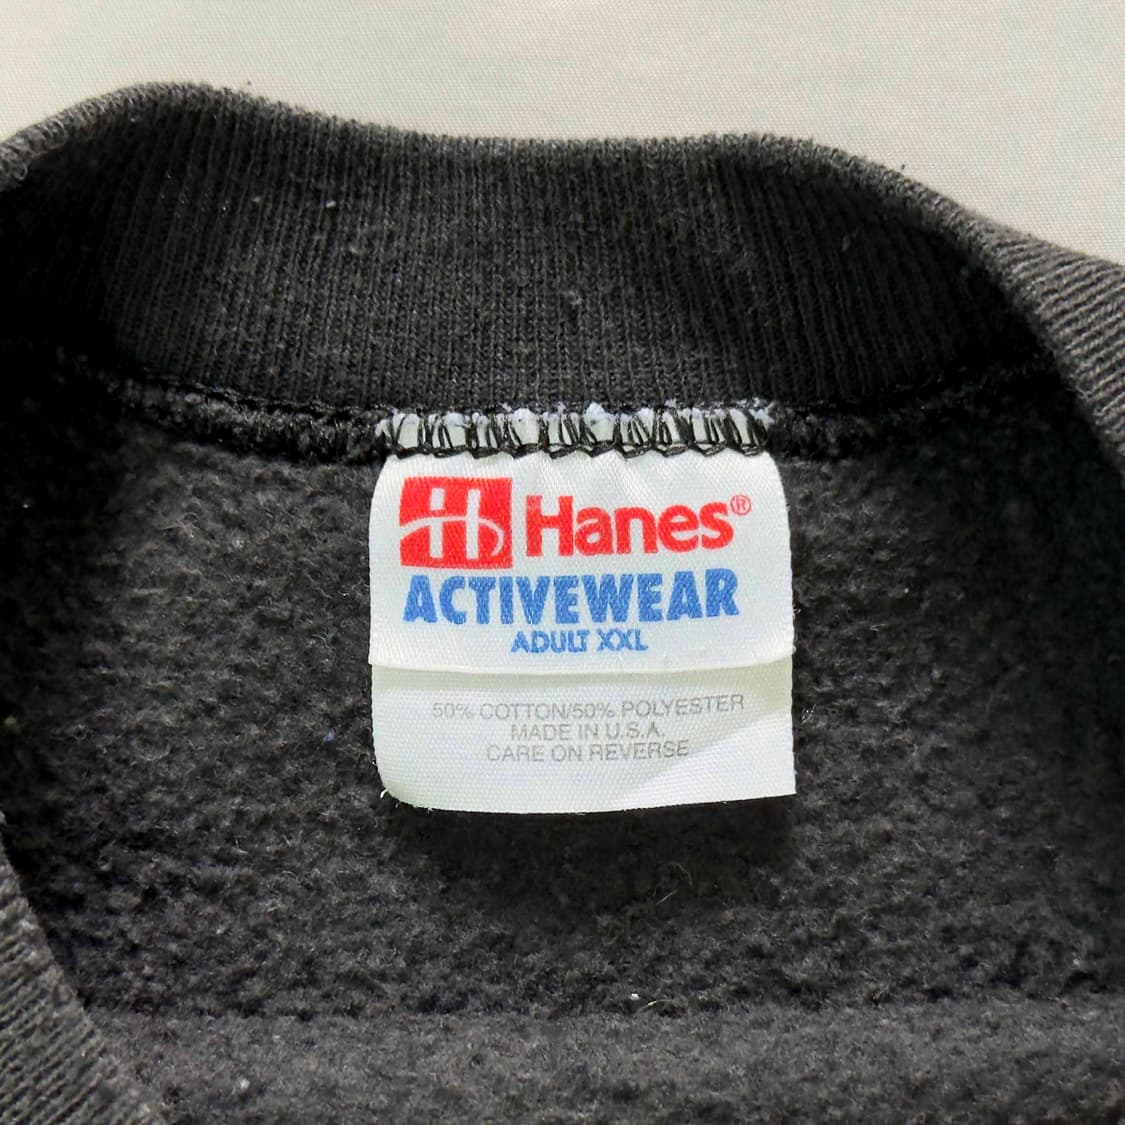 Hanes®
ACTIVEWEAR
ADULT XXL
50% COTTON/50% POLYESTER
MADE IN U.S.A.
CARE ON REVERSE